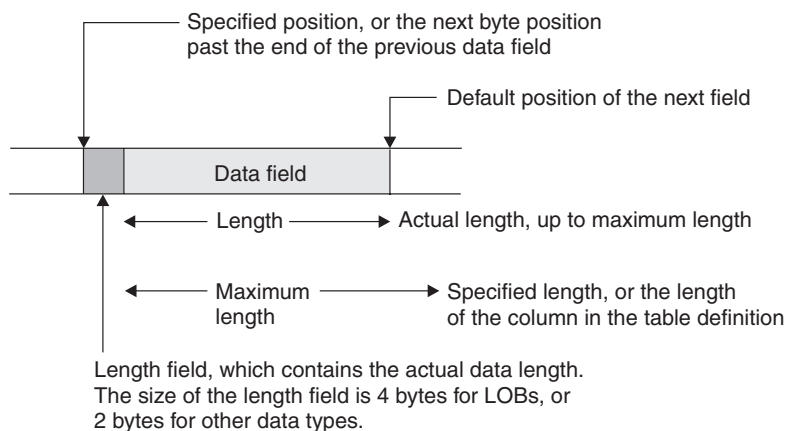 Specified position, or the next byte position
past the end of the previous data field
Default position of the next field
Data field
Length
Actual length, up to maximum length
Maximum
length
Specified length, or the length
of the column in the table definition
Length field, which contains the actual data length.
The size of the length field is 4 bytes for LOBs, or
2 bytes for other data types.